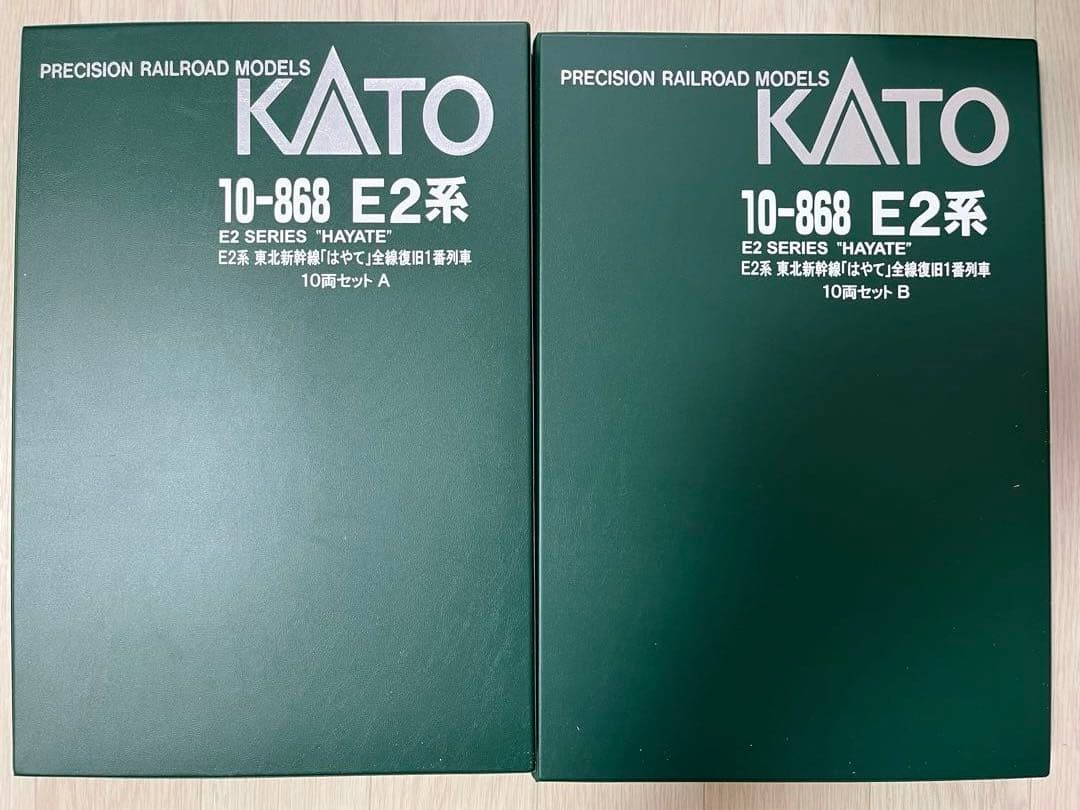 PRECISION RAILROAD MODELS
KATO
10-868 E2系
E2 SERIES "HAYATE"
E2系 東北新幹線「はやて」全線復旧1番列車
10両セット A
PRECISION RAILROAD MODELS
KATO
10-868 E2系
E2 SERIES "HAYATE"
E2系 東北新幹線「はやて」全線復旧1番列車
10両セット B